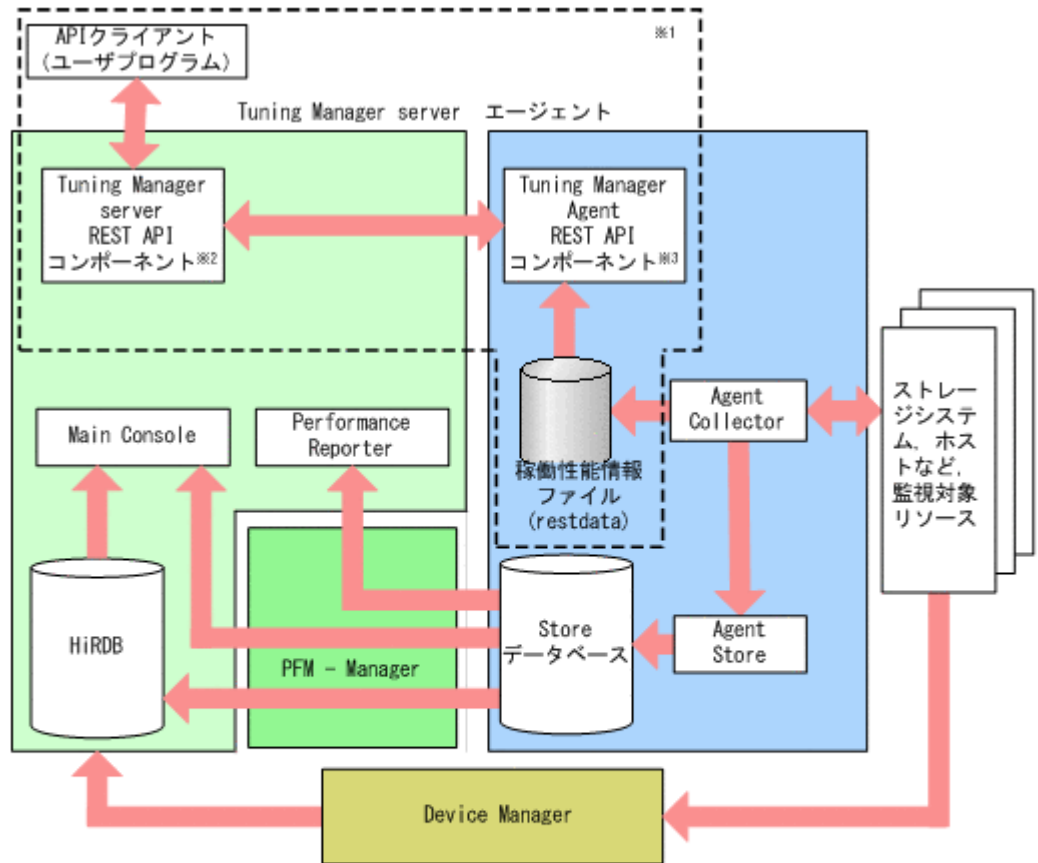 APIクライアント
(ユーザプログラム)
※1
Tuning Manager server
エージェント
Tuning Manager
server
REST API
コンポーネント※2
Tuning Manager
Agent
REST API
コンポーネント※3
ストレー
ジシステ
ム，ホス
トなど，
監視対象
リソース
Main Console
Performance
Reporter
Agent
Collector
稼働性能情報
ファイル
(restdata)
HiRDB
PFM - Manager
Store
データベース
Agent
Store
Device Manager